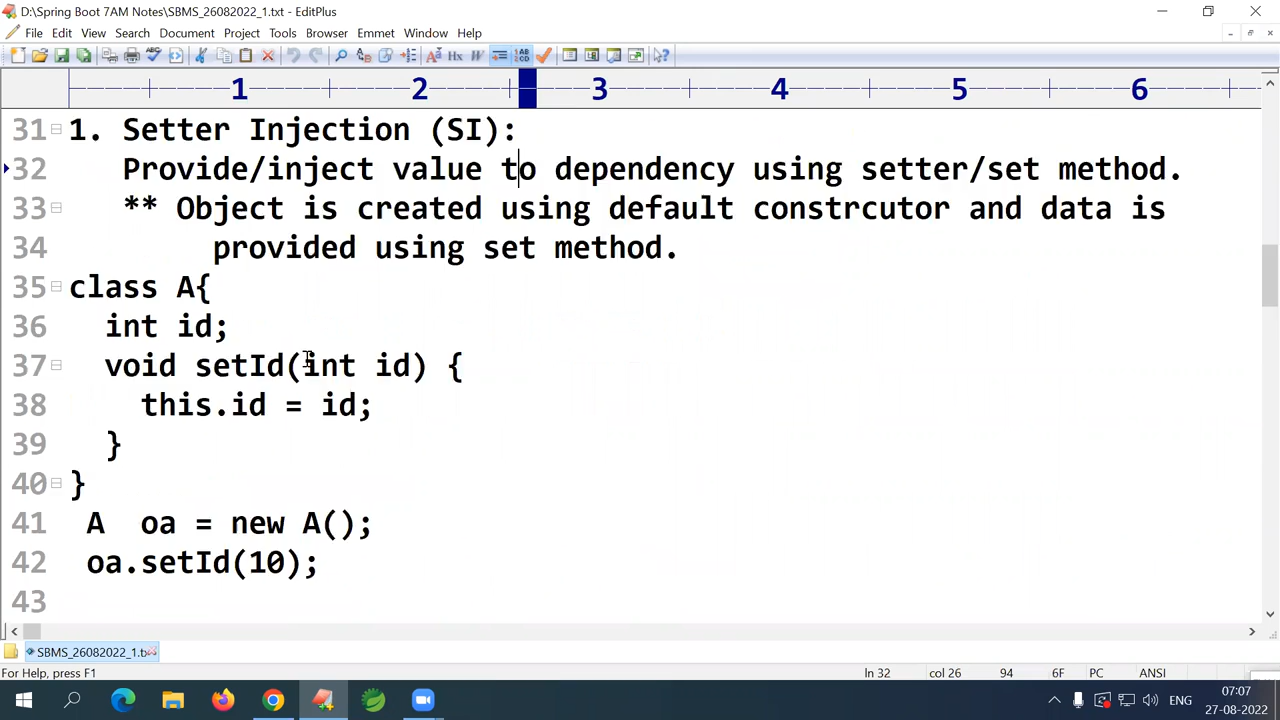 D:\Spring Boot 7AM Notes\SBMS_26082022_1.txt - EditPlus
File Edit View Search Document Project Tools Browser Emmet Window Help
1 2 3 4 5 6
31 1. Setter Injection (SI):
32 Provide/inject value to dependency using setter/set method.
33 ** Object is created using default constrcutor and data is
34 provided using set method.
35 class A{
36 int id;
37 void setId(int id) {
38 this.id = id;
39 }
40 }
41 A oa = new A();
42 oa.setId(10);
43
SBMS_26082022_1.tx
For Help, press F1 ln 32 col 26 94 6F PC ANSI
ENG 07:07
27-08-2022